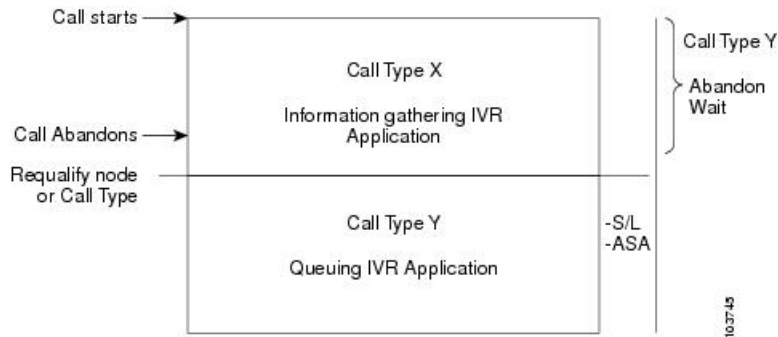 Call starts
Call Type X
Information gathering IVR
Application
Call Abandons
Requalify node
or Call Type
Call Type Y
Queuing IVR Application
-S/L
-ASA
Call Type Y
Abandon
Wait
103745